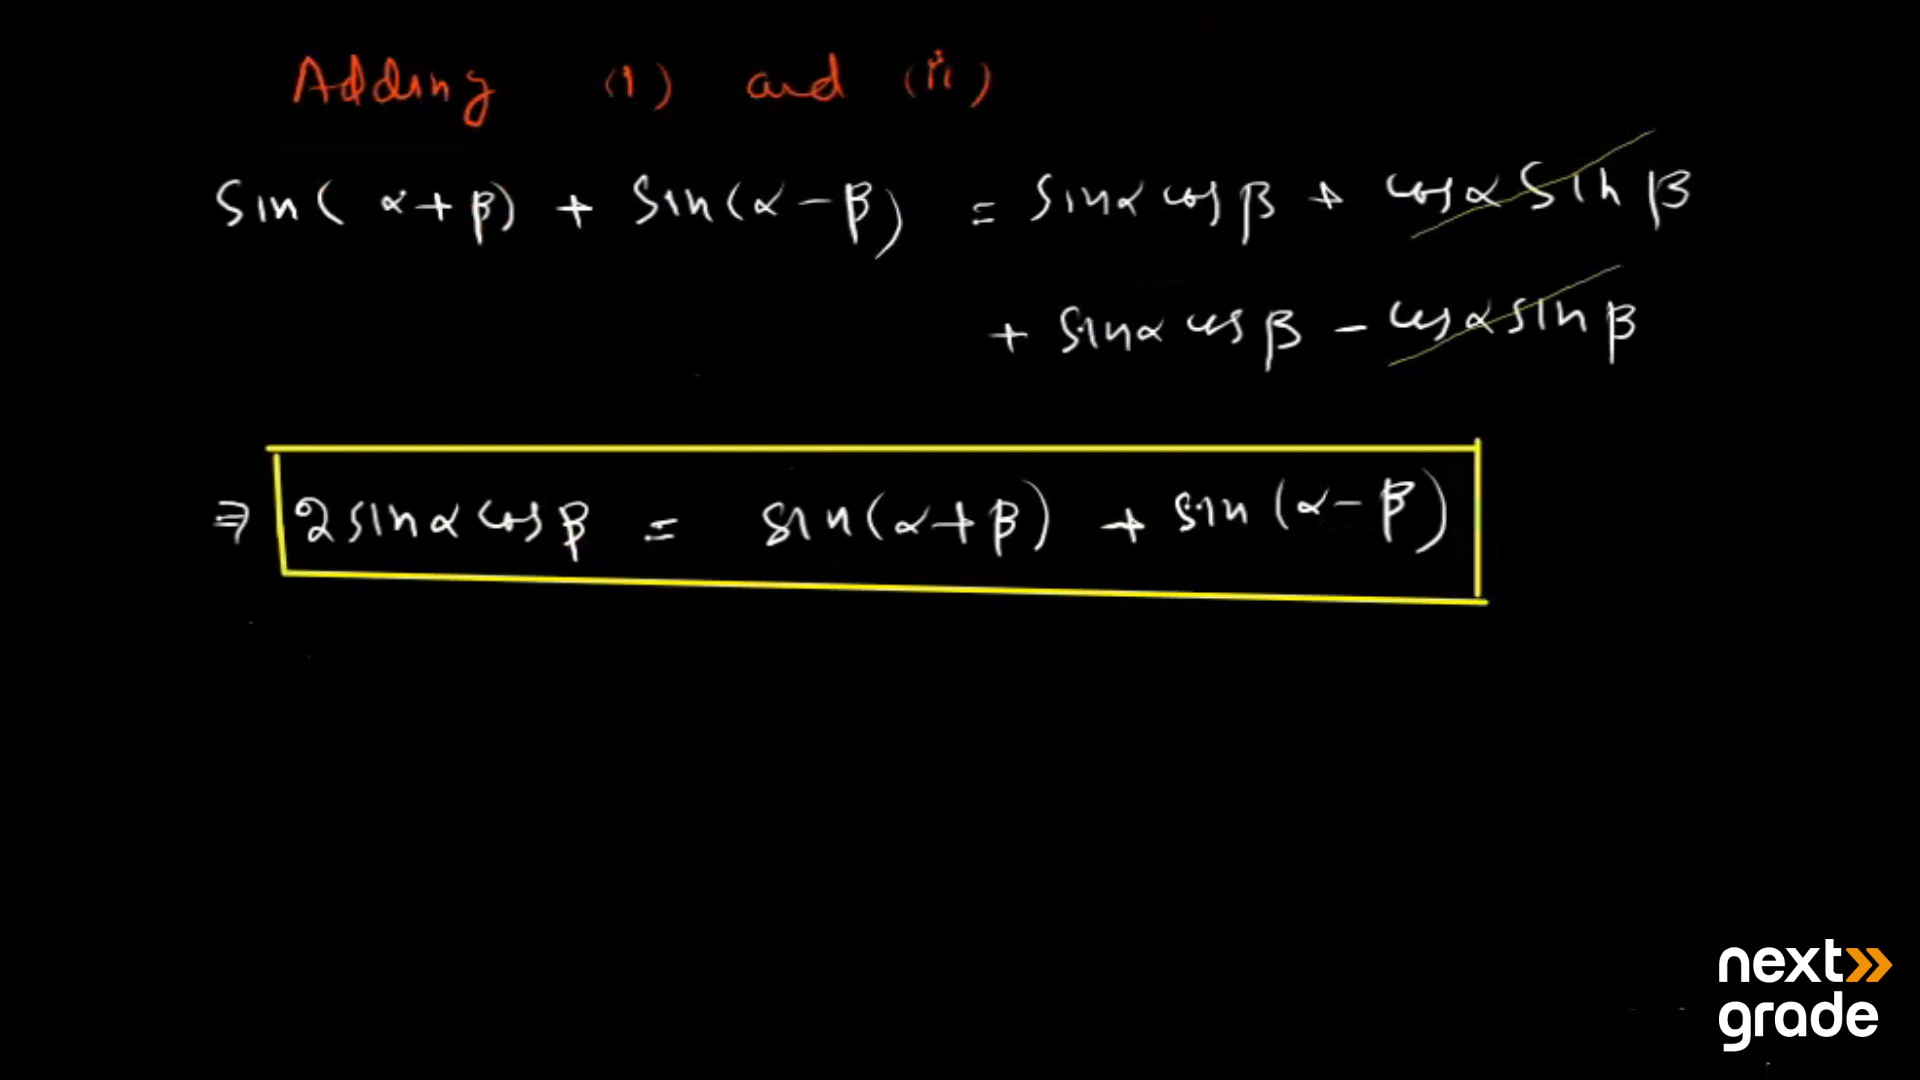 Adding (i) and (ii)
Sin( α+β) + Sin(α-β) = Sinα cosβ + cosα Sinβ
+ Sinα cosβ - cosα sinβ
⇒ 2sinα cosβ = sin(α+β) + sin(α-β)
next
grade